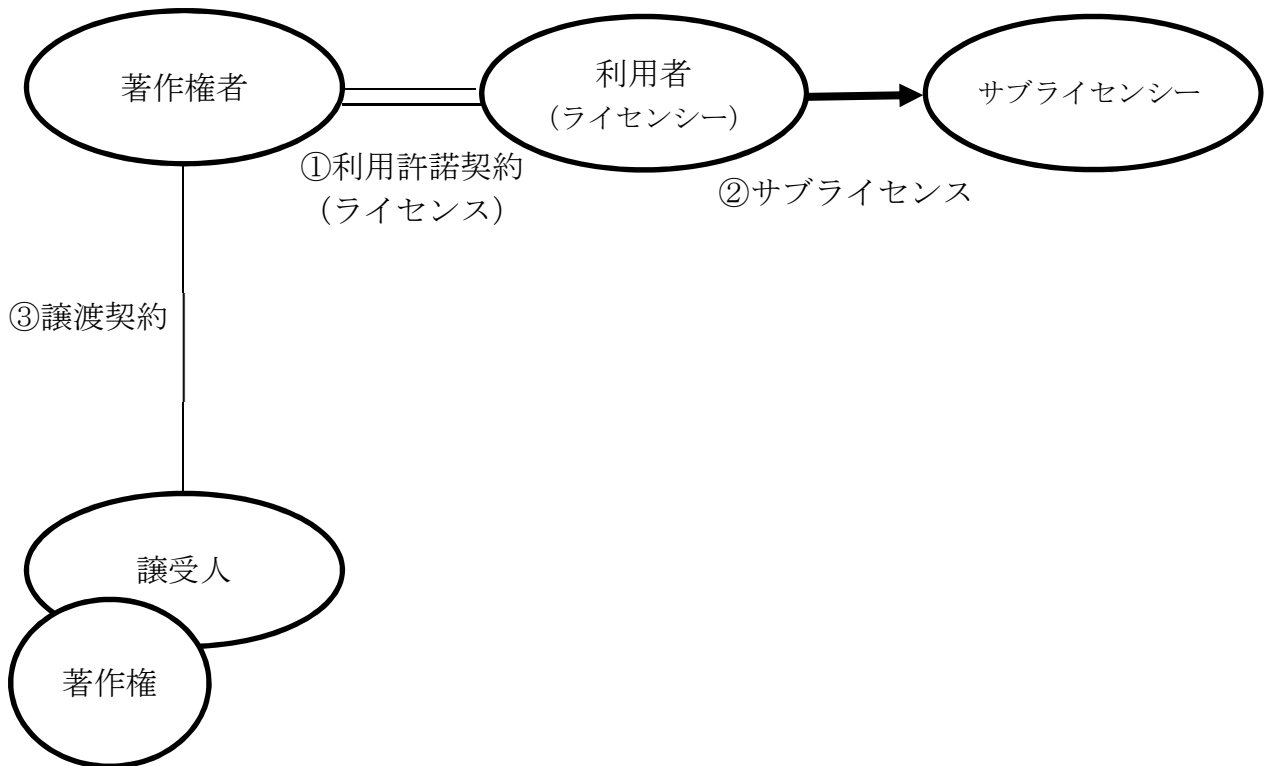 著作権者
利用者
(ライセンシー)
サブライセンシー
①利用許諾契約
(ライセンス)
②サブライセンス
③譲渡契約
譲受人
著作権